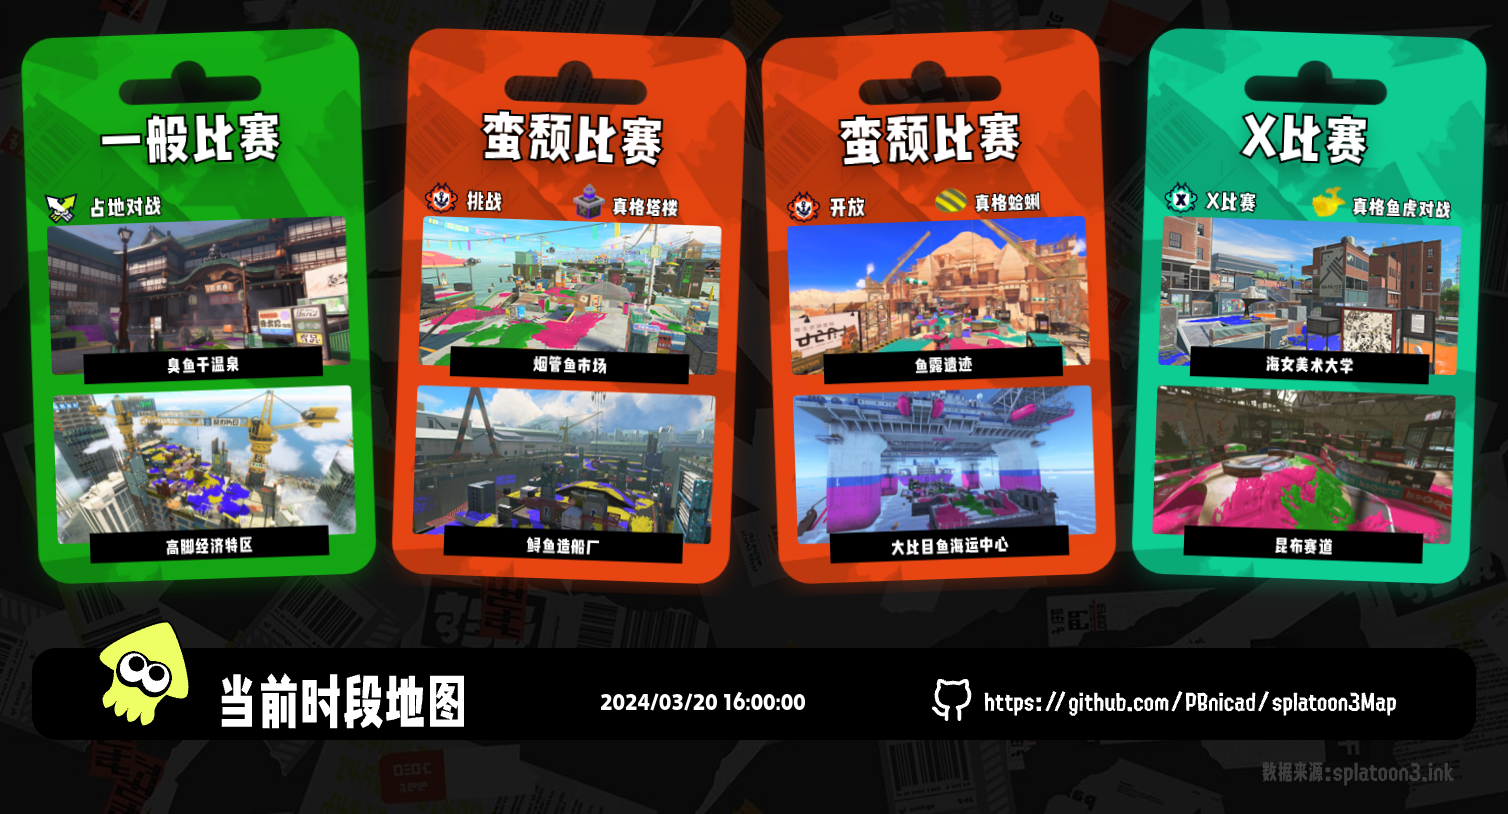 一般比赛
占地对战
臭鱼干温泉
高脚经济特区
蛮颓比赛
挑战
真格塔楼
烟管鱼市场
鲟鱼造船厂
蛮颓比赛
开放
真格蛤蜊
鱼露遗迹
大比目鱼海运中心
X比赛
X比赛
真格鱼虎对战
海女美术大学
昆布赛道
当前时段地图
2024/03/20 16:00:00
https://github.com/PBnicad/splatoon3Map
数据来源:splatoon3.ink